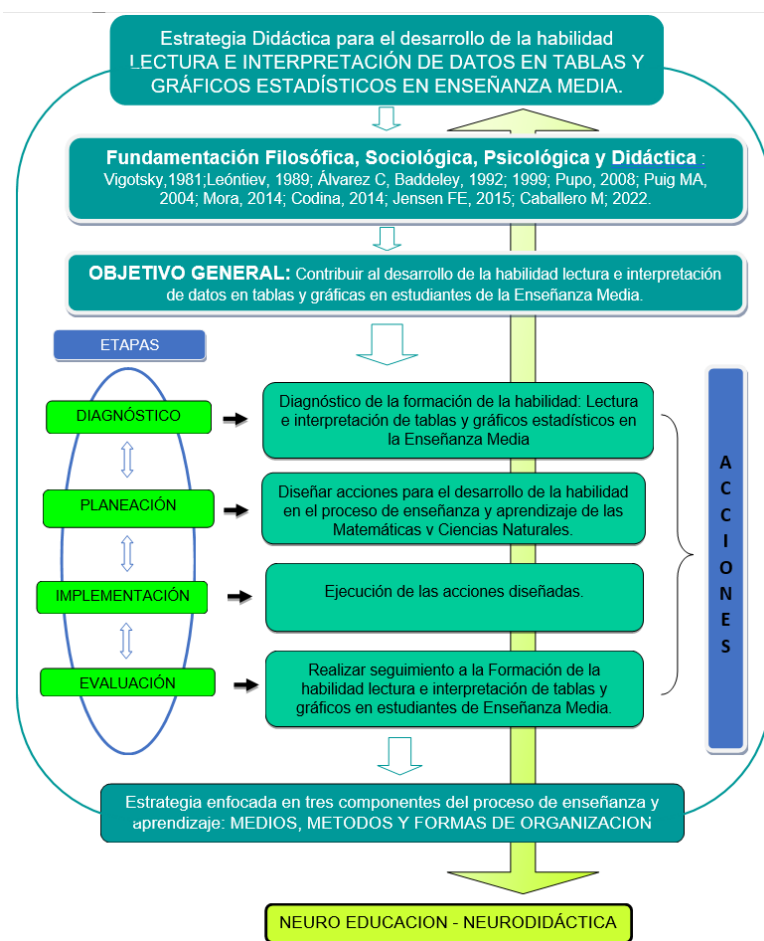 Estrategia Didáctica para el desarrollo de la habilidad
LECTURA E INTERPRETACIÓN DE DATOS EN TABLAS Y
GRÁFICOS ESTADÍSTICOS EN ENSEÑANZA MEDIA.
Fundamentación Filosófica, Sociológica, Psicológica y Didáctica :
Vigotsky,1981;Leóntiev, 1989; Álvarez C, Baddeley, 1992; 1999; Pupo, 2008; Puig MA,
2004; Mora, 2014; Codina, 2014; Jensen FE, 2015; Caballero M; 2022.
OBJETIVO GENERAL: Contribuir al desarrollo de la habilidad lectura e interpretación
de datos en tablas y gráficas en estudiantes de la Enseñanza Media.
ETAPAS
DIAGNÓSTICO
Diagnóstico de la formación de la habilidad: Lectura
e interpretación de tablas y gráficos estadísticos en
la Enseñanza Media
PLANEACIÓN
Diseñar acciones para el desarrollo de la habilidad
en el proceso de enseñanza y aprendizaje de las
Matemáticas y Ciencias Naturales.
IMPLEMENTACIÓN
Ejecución de las acciones diseñadas.
EVALUACIÓN
Realizar seguimiento a la Formación de la
habilidad lectura e interpretación de tablas y
gráficos en estudiantes de Enseñanza Media.
ACCIONES
Estrategia enfocada en tres componentes del proceso de enseñanza y
aprendizaje: MEDIOS, METODOS Y FORMAS DE ORGANIZACION
NEURO EDUCACION - NEURODIDÁCTICA